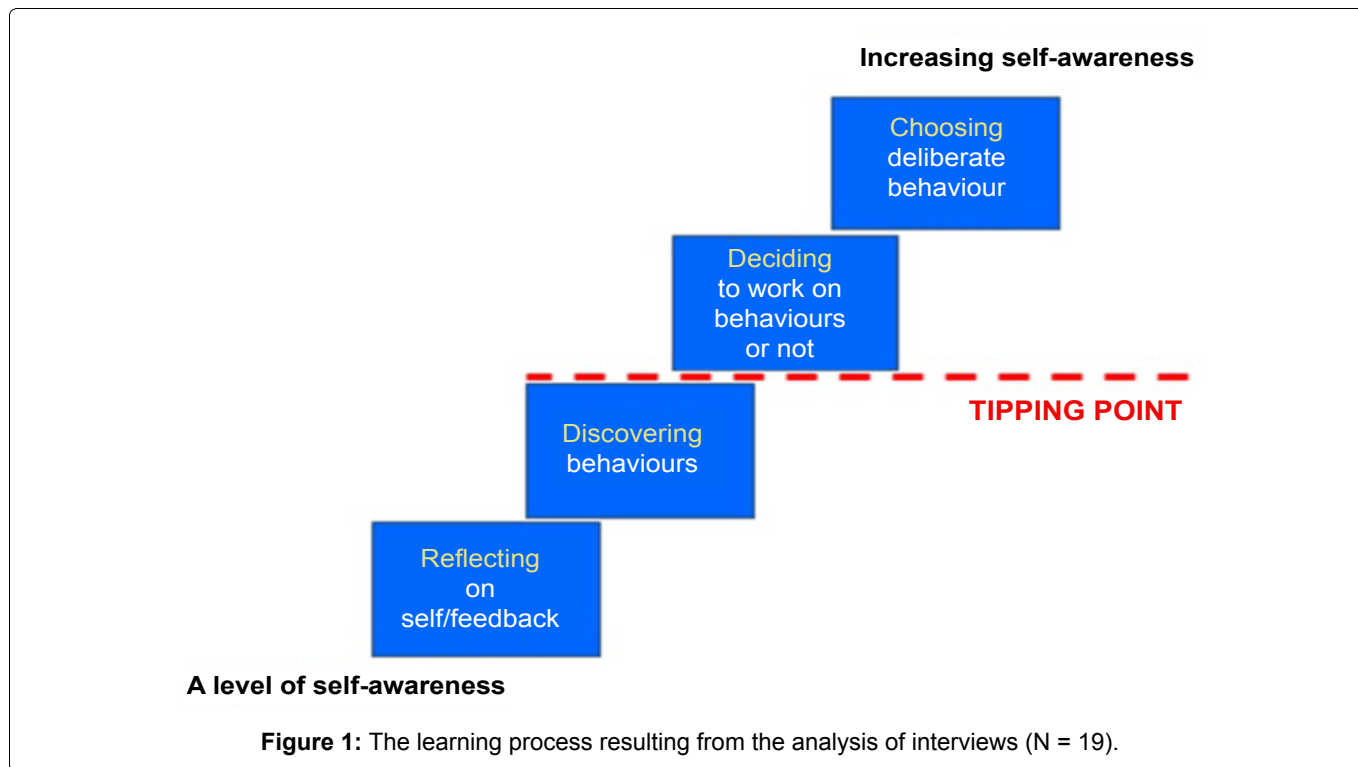 Increasing self-awareness
Choosing
deliberate
behaviour
Deciding
to work on
behaviours
or not
TIPPING POINT
Discovering
behaviours
Reflecting
on
self/feedback
A level of self-awareness
Figure 1: The learning process resulting from the analysis of interviews (N = 19).